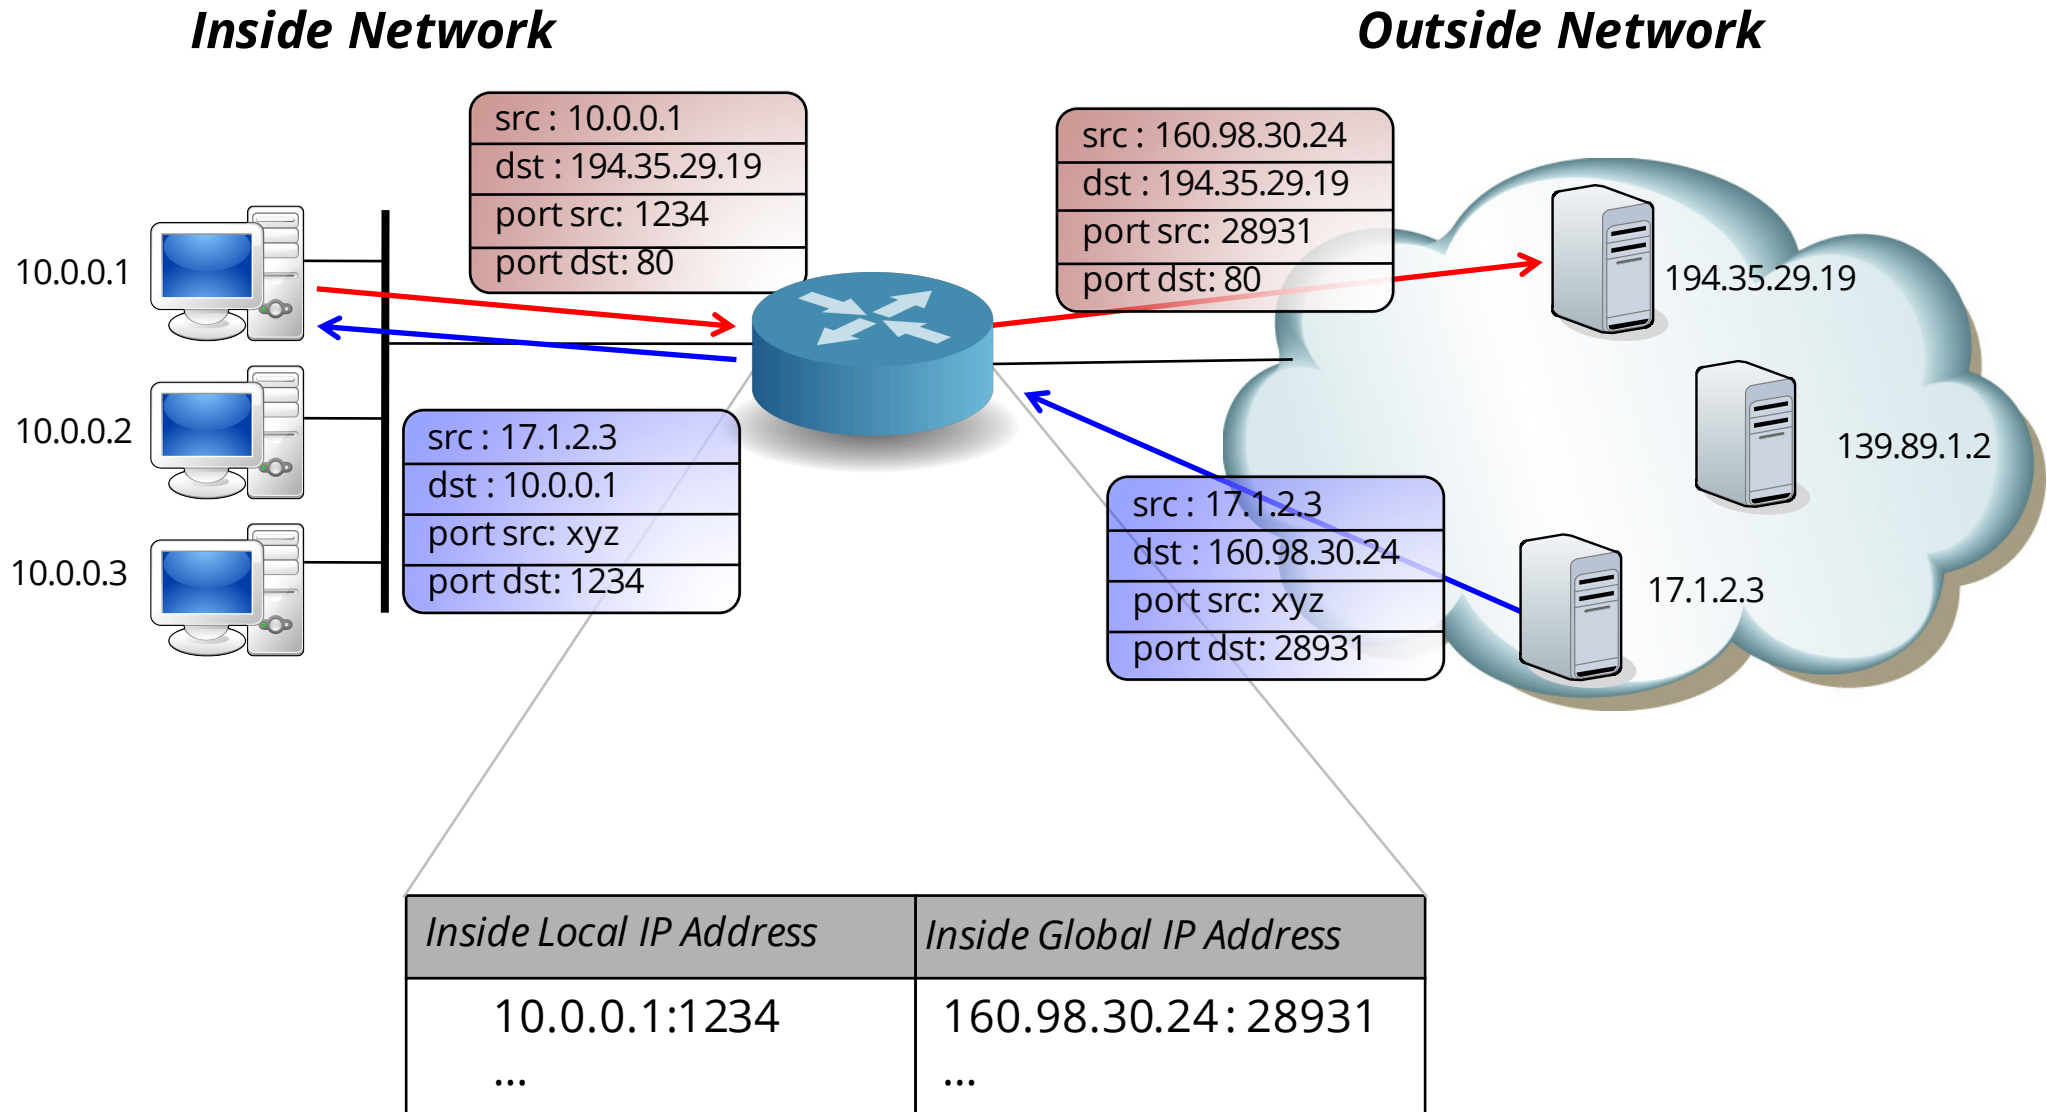 Inside Network
Outside Network
src : 10.0.0.1
dst : 194.35.29.19
port src: 1234
port dst: 80
src : 160.98.30.24
dst : 194.35.29.19
port src: 28931
port dst: 80
10.0.0.1
10.0.0.2
10.0.0.3
194.35.29.19
139.89.1.2
17.1.2.3
src : 17.1.2.3
dst : 10.0.0.1
port src: xyz
port dst: 1234
src : 17.1.2.3
dst : 160.98.30.24
port src: xyz
port dst: 28931
Inside Local IP Address
Inside Global IP Address
10.0.0.1:1234
160.98.30.24 : 28931
...
...